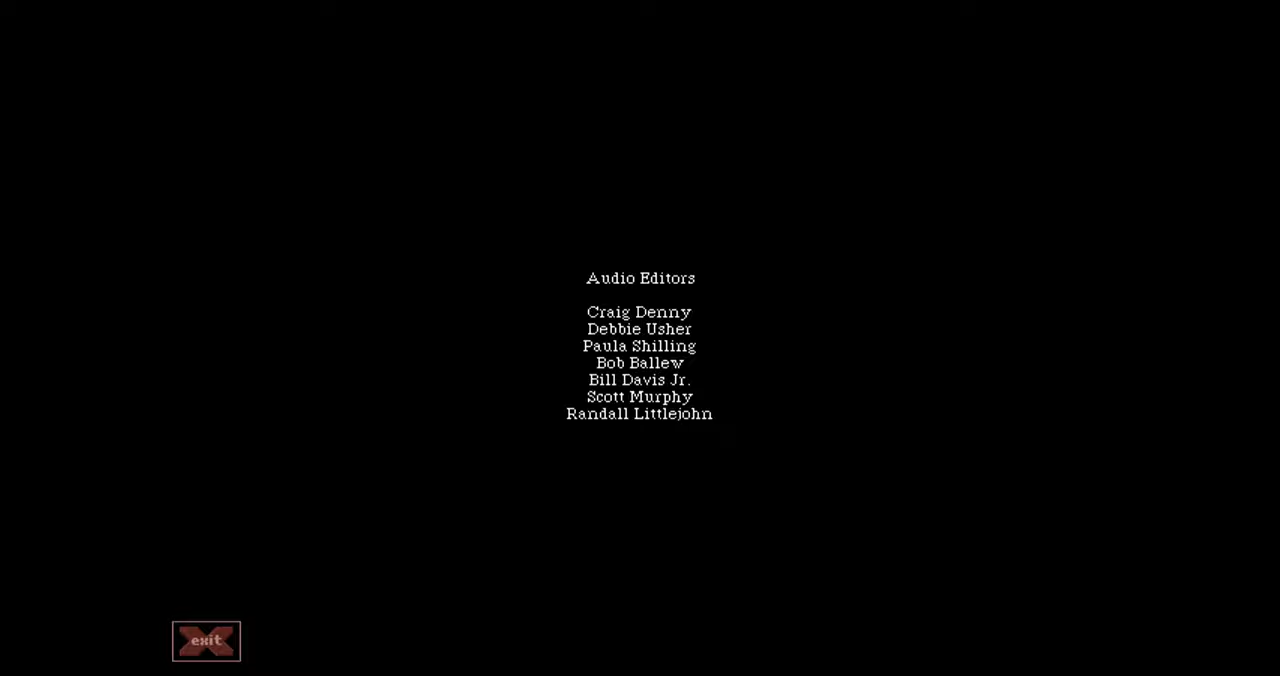 Audio Editors
Craig Denny
Debbie Usher
Paula Shilling
Bob Ballew
Bill Davis Jr.
Scott Murphy
Randall Littlejohn
exit